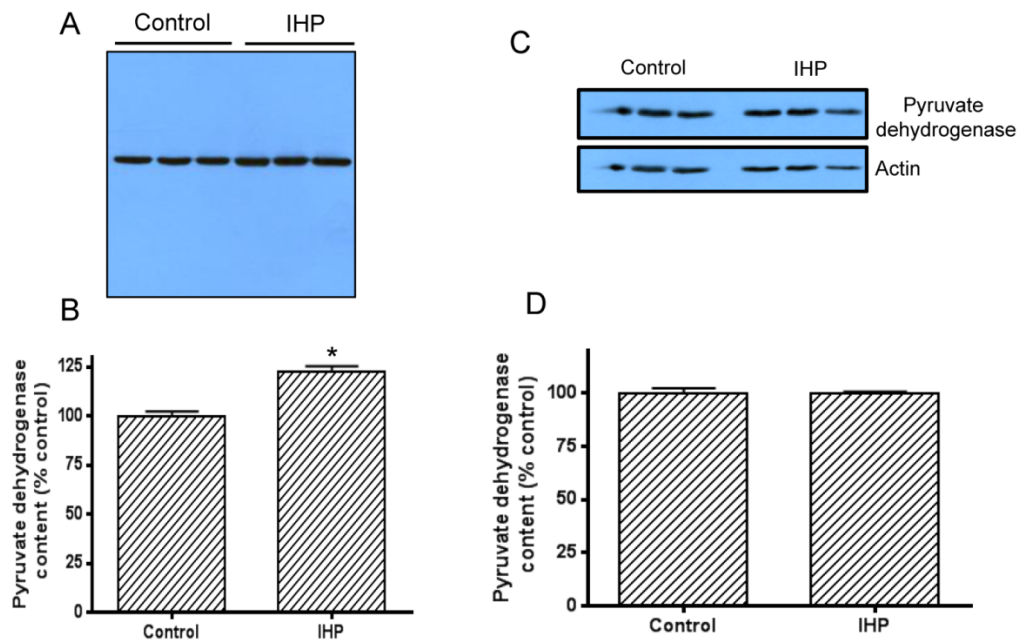 A
Control IHP
B
Pyruvate dehydrogenase
content (% control)
125
100
75
50
25
0
*
Control IHP
C
Control IHP
Pyruvate
dehydrogenase
Actin
D
Pyruvate dehydrogenase
content (% control)
100
75
50
25
0
Control IHP